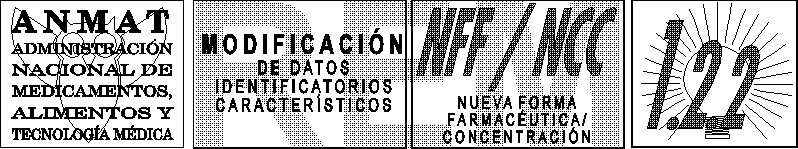 ANMAT
ADMINISTRACIÓN
NACIONAL DE
MEDICAMENTOS,
ALIMENTOS Y
TECNOLOGÍA MÉDICA
MODIFICACIÓN
DE DATOS
IDENTIFICATORIOS
CARACTERÍSTICOS
NFF / NCC
NUEVA FORMA
FARMACÉUTICA/
CONCENTRACIÓN
1.2.2